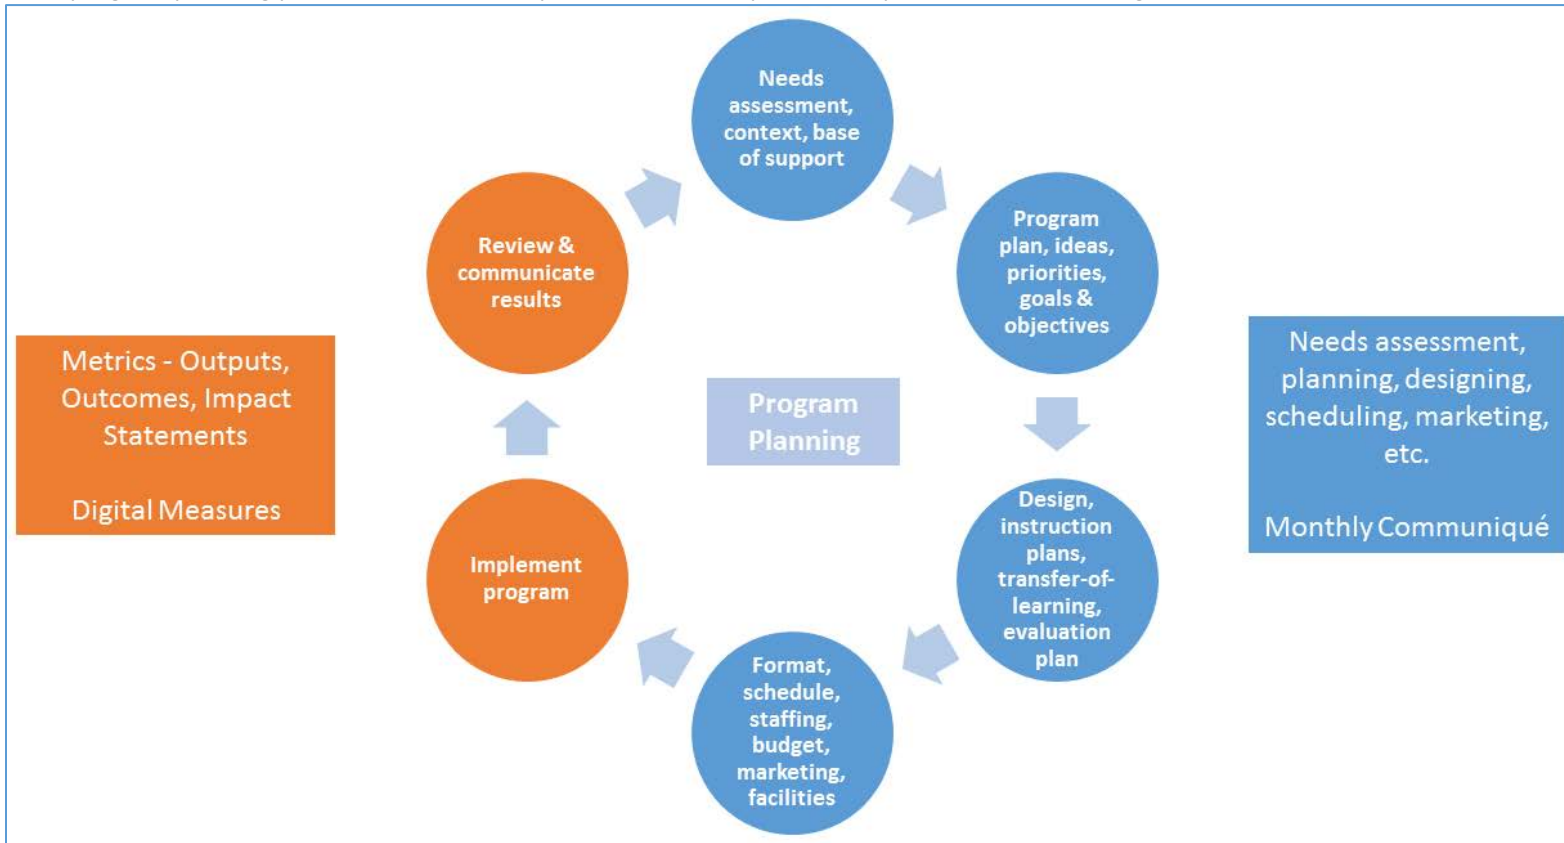 Needs
assessment,
context, base
of support
Program
plan, ideas,
priorities,
goals &
objectives
Design,
instruction
plans,
transfer-of-
learning,
evaluation
plan
Format,
schedule,
staffing,
budget,
marketing,
facilities
Implement
program
Review &
communicate
results
Program
Planning
Metrics - Outputs,
Outcomes, Impact
Statements
Digital Measures
Needs assessment,
planning, designing,
scheduling, marketing,
etc.
Monthly Communiqué